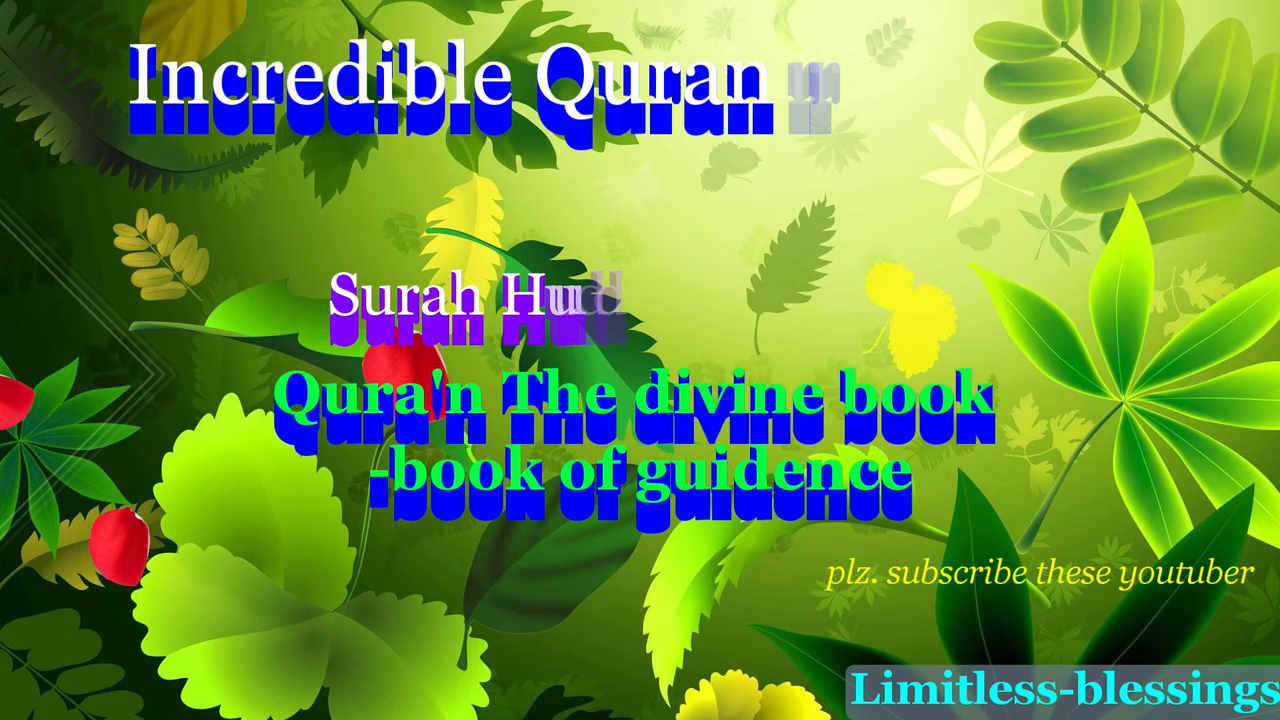 Incredible Quran
Surah Hud
Qura'n The divine book
-book of guidence
plz. subscribe these youtuber
Limitless-blessings